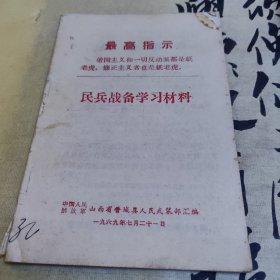 最高指示
帝国主义和一切反动派都是纸
老虎，修正主义者也是纸老虎。
民兵战备学习材料
中国人民
解放军 山西省晋城县人民武装部汇编
一九六九年七月二十一日